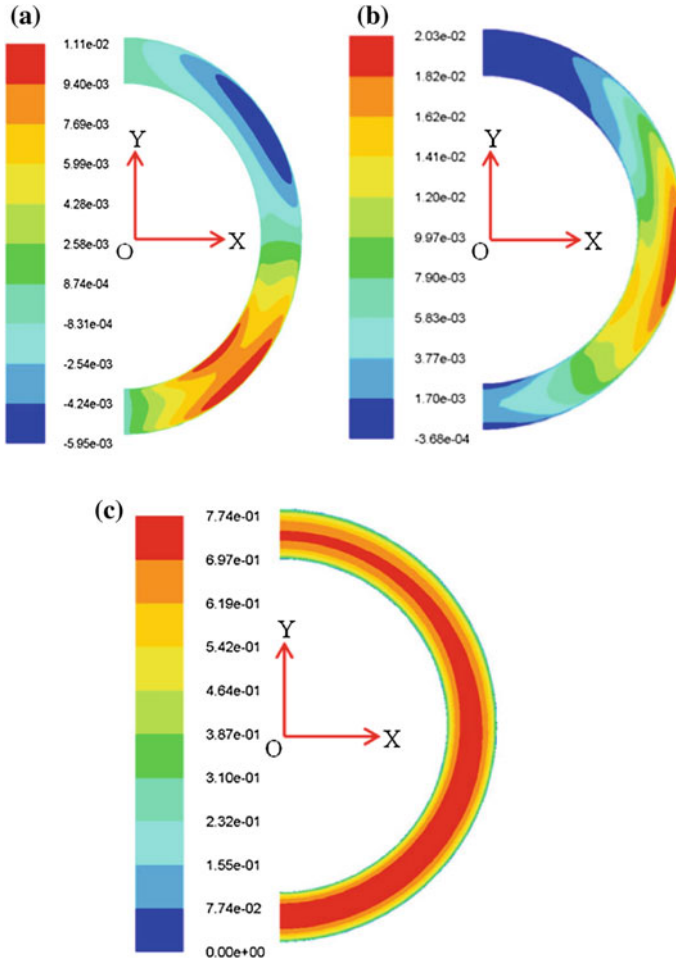 (a)
1.11e-02
9.40e-03
7.69e-03
5.99e-03
4.28e-03
2.58e-03
8.74e-04
-8.31e-04
-2.54e-03
-4.24e-03
-5.95e-03
Y
O
X
(b)
2.03e-02
1.82e-02
1.62e-02
1.41e-02
1.20e-02
9.97e-03
7.90e-03
5.83e-03
3.77e-03
1.70e-03
-3.68e-04
Y
O
X
(c)
7.74e-01
6.97e-01
6.19e-01
5.42e-01
4.64e-01
3.87e-01
3.10e-01
2.32e-01
1.55e-01
7.74e-02
0.00e+00
Y
O
X